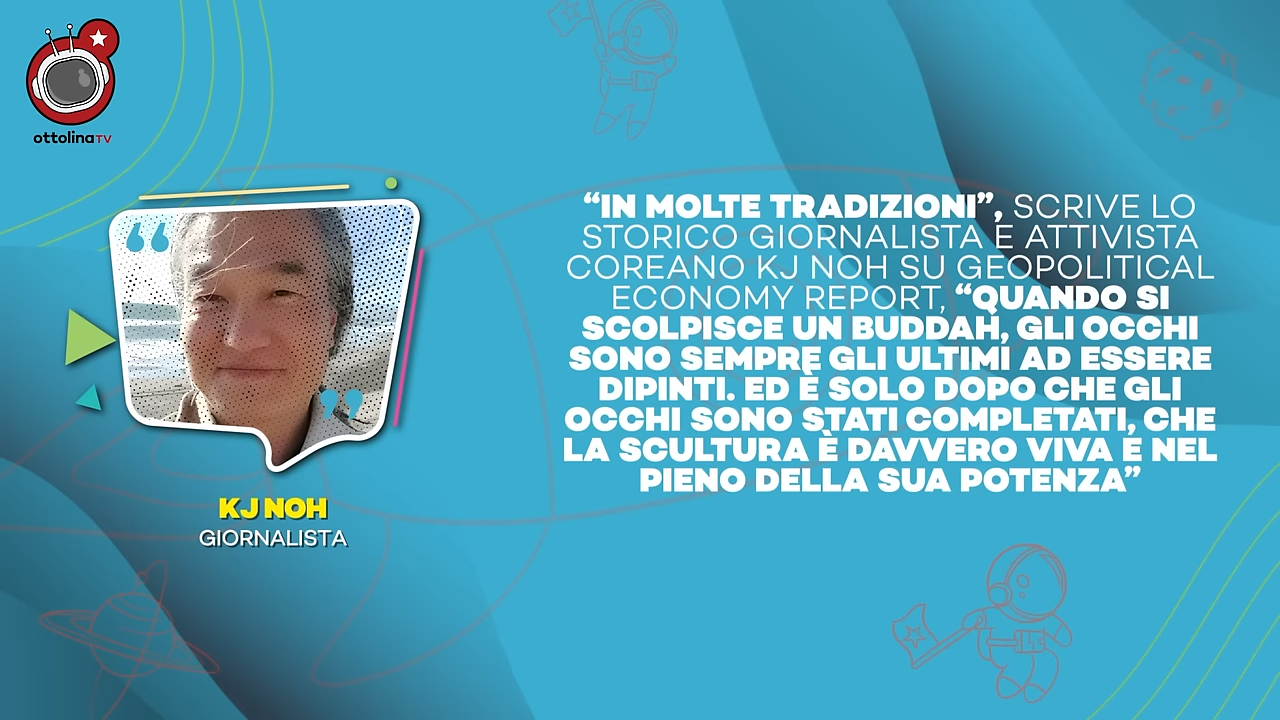 ottolinaTV
“IN MOLTE TRADIZIONI”, SCRIVE LO
STORICO GIORNALISTA E ATTIVISTA
COREANO KJ NOH SU GEOPOLITICAL
ECONOMY REPORT, “QUANDO SI
SCOLPISCE UN BUDDAH, GLI OCCHI
SONO SEMPRE GLI ULTIMI AD ESSERE
DIPINTI. ED È SOLO DOPO CHE GLI
OCCHI SONO STATI COMPLETATI, CHE
LA SCULTURA È DAVVERO VIVA E NEL
PIENO DELLA SUA POTENZA”
KJ NOH
GIORNALISTA